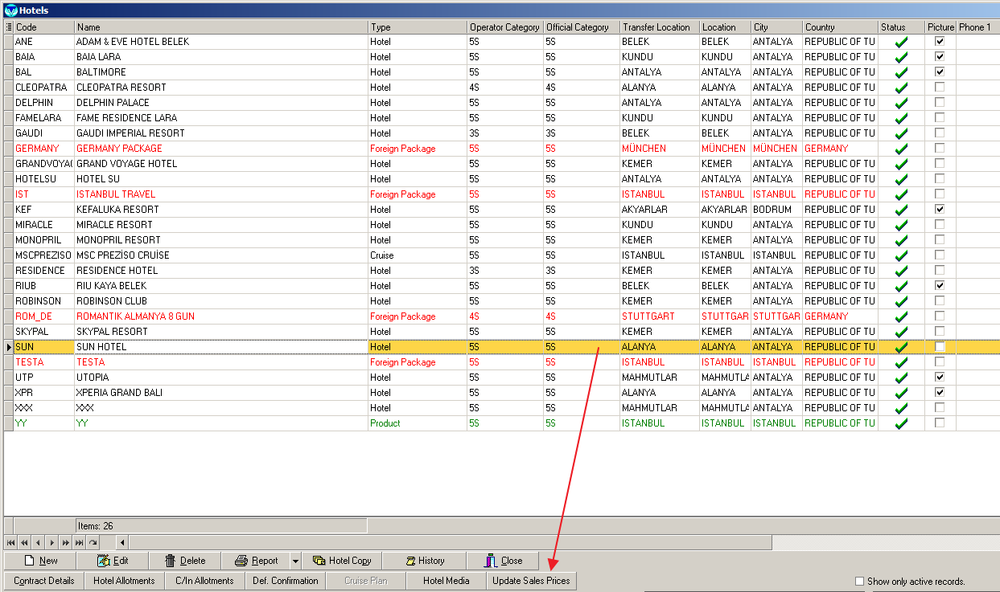 Hotels
Code Name Type Operator Category Official Category Transfer Location Location City Country Status Picture Phone 1
ANE ADAM & EVE HOTEL BELEK Hotel 5S 5S BELEK BELEK ANTALYA REPUBLIC OF TU
BAIA BAIA LARA Hotel 5S 5S KUNDU KUNDU ANTALYA REPUBLIC OF TU
BAL BALTIMORE Hotel 5S 5S ANTALYA ANTALYA ANTALYA REPUBLIC OF TU
CLEOPATRA CLEOPATRA RESORT Hotel 4S 4S ALANYA ALANYA ANTALYA REPUBLIC OF TU
DELPHIN DELPHIN PALACE Hotel 5S 5S ANTALYA ANTALYA ANTALYA REPUBLIC OF TU
FAMELARA FAME RESIDENCE LARA Hotel 5S 5S KUNDU KUNDU ANTALYA REPUBLIC OF TU
GAUDI GAUDI IMPERIAL RESORT Hotel 3S 3S BELEK BELEK ANTALYA REPUBLIC OF TU
GERMANY GERMANY PACKAGE Foreign Package 5S 5S MÜNCHEN MÜNCHEN MÜNCHEN GERMANY
GRANDVOYAG GRAND VOYAGE HOTEL Hotel 5S 5S KEMER KEMER ANTALYA REPUBLIC OF TU
HOTELSU HOTEL SU Hotel 5S 5S ANTALYA ANTALYA ANTALYA REPUBLIC OF TU
IST ISTANBUL TRAVEL Foreign Package 5S 5S ISTANBUL ISTANBUL ISTANBUL REPUBLIC OF TU
KEF KEFALUKA RESORT Hotel 5S 5S AKYARLAR AKYARLAR BODRUM REPUBLIC OF TU
MIRACLE MIRACLE RESORT Hotel 5S 5S KUNDU KUNDU ANTALYA REPUBLIC OF TU
MONOPRIL MONOPRIL RESORT Hotel 5S 5S KEMER KEMER ANTALYA REPUBLIC OF TU
MSCPREZISO MSC PREZİSO CRUİSE Cruise 5S 5S ISTANBUL ISTANBUL ISTANBUL REPUBLIC OF TU
RESIDENCE RESIDENCE HOTEL Hotel 3S 3S KEMER KEMER ANTALYA REPUBLIC OF TU
RIUB RIU KAYA BELEK Hotel 5S 5S BELEK BELEK ANTALYA REPUBLIC OF TU
ROBINSON ROBINSON CLUB Hotel 5S 5S KEMER KEMER ANTALYA REPUBLIC OF TU
ROM_DE ROMANTIK ALMANYA 8 GUN Foreign Package 4S 4S STUTTGART STUTTGAR STUTTGAR GERMANY
SKYPAL SKYPAL RESORT Hotel 5S 5S KEMER KEMER ANTALYA REPUBLIC OF TU
SUN SUN HOTEL Hotel 5S 5S ALANYA ALANYA ANTALYA REPUBLIC OF TU
TESTA TESTA Foreign Package 5S 5S ISTANBUL ISTANBUL ISTANBUL REPUBLIC OF TU
UTP UTOPIA Hotel 5S 5S MAHMUTLAR MAHMUTLA ANTALYA REPUBLIC OF TU
XPR XPERIA GRAND BALI Hotel 5S 5S ALANYA ALANYA ANTALYA REPUBLIC OF TU
XXX XXX Hotel 5S 5S MAHMUTLAR MAHMUTLA ANTALYA REPUBLIC OF TU
YY YY Product 5S 5S ISTANBUL ISTANBUL ISTANBUL REPUBLIC OF TU
Items: 26
New Edit Delete Report Hotel Copy History Close
Contract Details Hotel Allotments C/In Allotments Def. Confirmation Cruise Plan Hotel Media Update Sales Prices Show only active records.